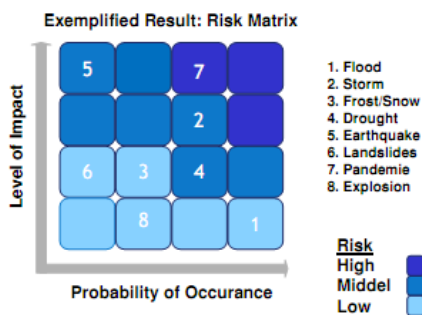 Exemplified Result: Risk Matrix
Level of Impact
5
7
2
6
3
4
8
1
Probability of Occurance
1. Flood
2. Storm
3. Frost/Snow
4. Drought
5. Earthquake
6. Landslides
7. Pandemie
8. Explosion
Risk
High
Middel
Low